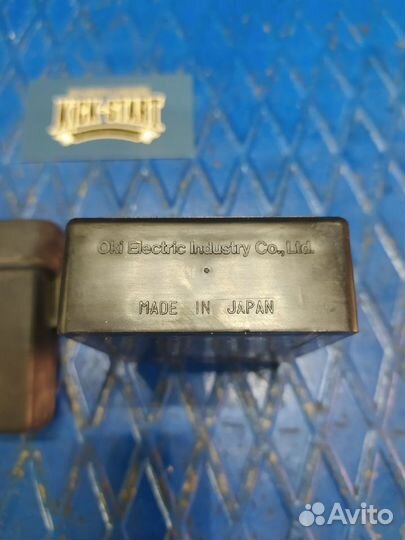 KICK-START
Oki Electric Industry Co., Ltd.
MADE IN JAPAN
Avito